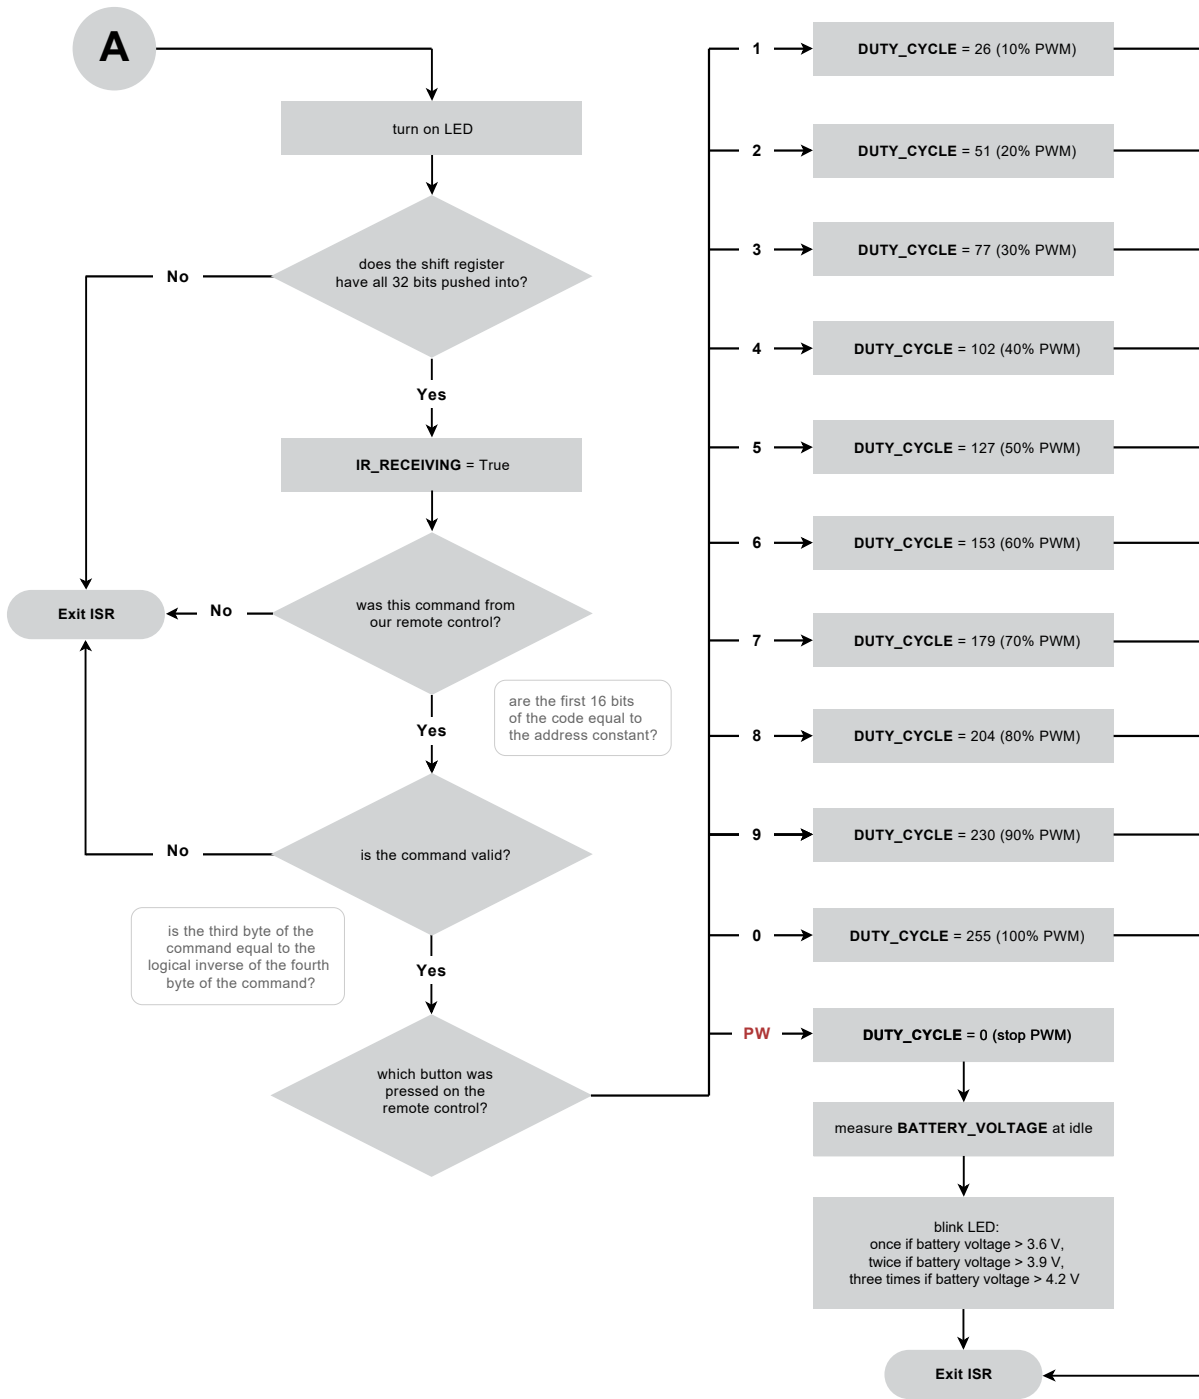 A
turn on LED
does the shift register
have all 32 bits pushed into?
No
Yes
IR_RECEIVING = True
was this command from
our remote control?
No
Exit ISR
are the first 16 bits
of the code equal to
the address constant?
Yes
is the command valid?
No
is the third byte of the
command equal to the
logical inverse of the fourth
byte of the command?
Yes
which button was
pressed on the
remote control?
1
DUTY_CYCLE = 26 (10% PWM)
2
DUTY_CYCLE = 51 (20% PWM)
3
DUTY_CYCLE = 77 (30% PWM)
4
DUTY_CYCLE = 102 (40% PWM)
5
DUTY_CYCLE = 127 (50% PWM)
6
DUTY_CYCLE = 153 (60% PWM)
7
DUTY_CYCLE = 179 (70% PWM)
8
DUTY_CYCLE = 204 (80% PWM)
9
DUTY_CYCLE = 230 (90% PWM)
0
DUTY_CYCLE = 255 (100% PWM)
PW
DUTY_CYCLE = 0 (stop PWM)
measure BATTERY_VOLTAGE at idle
blink LED:
once if battery voltage > 3.6 V,
twice if battery voltage > 3.9 V,
three times if battery voltage > 4.2 V
Exit ISR